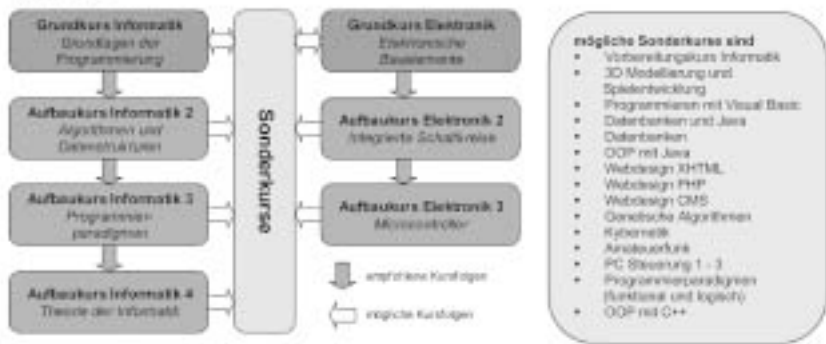 Grundkurs Informatik
Grundlagen der
Programmierung
Aufbaukurs Informatik 2
Algorithmen und
Datenstrukturen
Aufbaukurs Informatik 3
Programmier-
paradigmen
Aufbaukurs Informatik 4
Theorie der Informatik
Sonderkurse
Grundkurs Elektronik
Elektronische
Bauelemente
Aufbaukurs Elektronik 2
Integrierte Schaltkreise
Aufbaukurs Elektronik 3
Microcontroller
empfohlene Kursfolgen
mögliche Kursfolgen
mögliche Sonderkurse sind
• Vorbereitungskurs Informatik
• 3D Modellierung und
Spielentwicklung
• Programmieren mit Visual Basic
• Datenbanken und Java
• Datenbanken
• OOP mit Java
• Webdesign XHTML
• Webdesign PHP
• Webdesign CMS
• Genetische Algorithmen
• Kybernetik
• Amateurfunk
• PC Steuerung 1 - 3
• Programmierparadigmen
(funktional und logisch)
• OOP mit C++